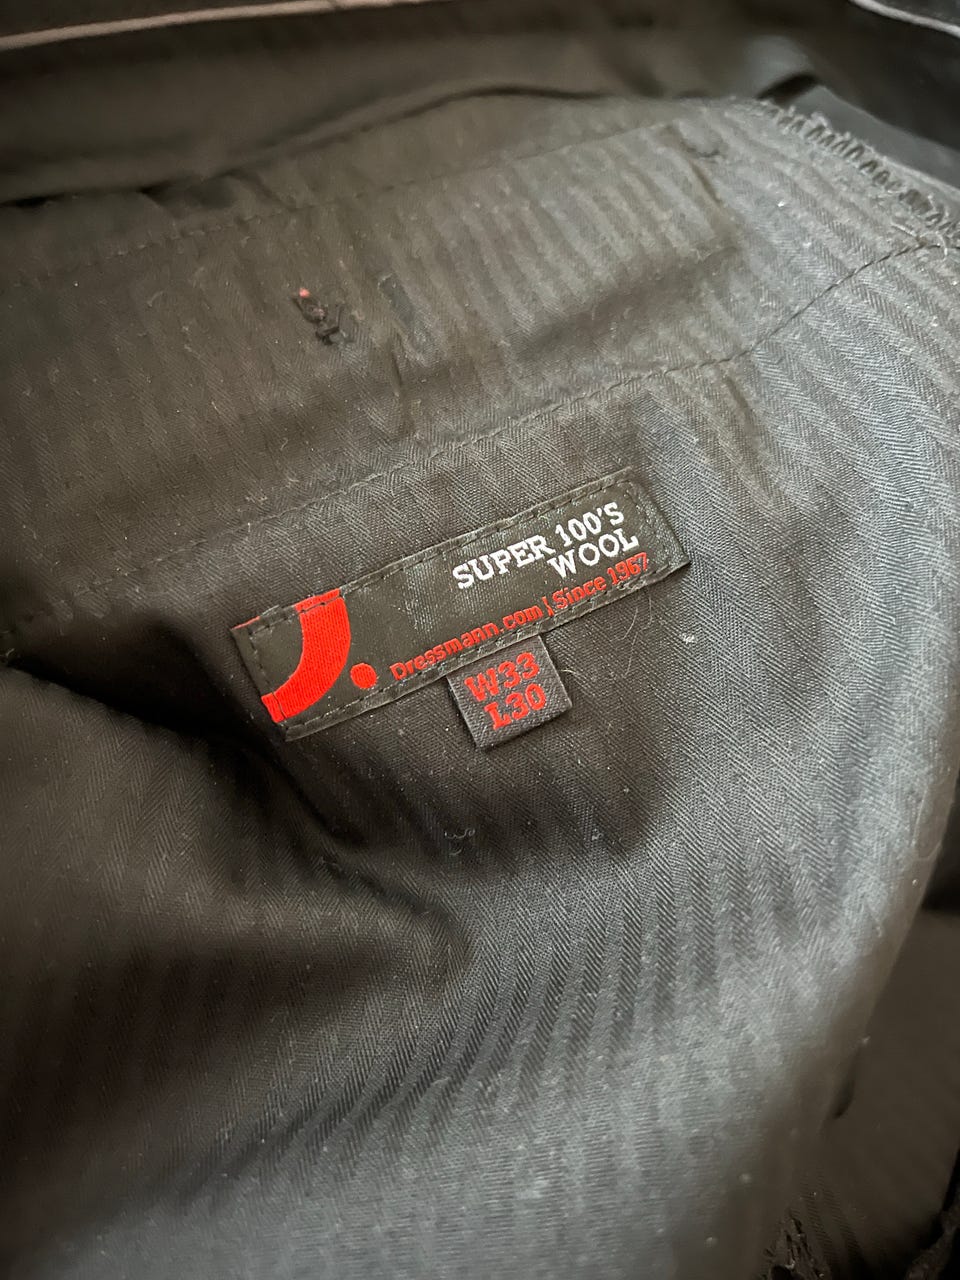 SUPER 100'S
WOOL
Dressmann.com | Since 1967
W33
L30